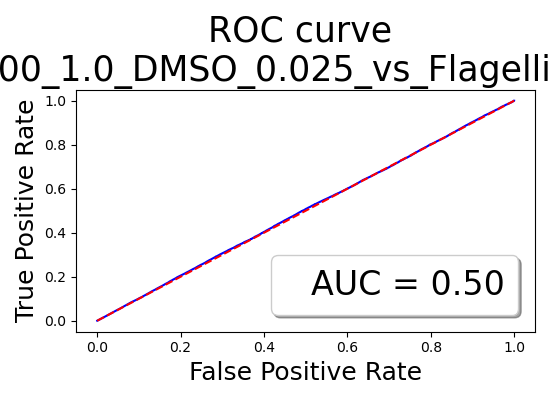 ROC curve
00_1.0_DMSO_0.025_vs_Flagelli
True Positive Rate
1.0
0.8
0.6
0.4
0.2
0.0
AUC = 0.50
0.0 0.2 0.4 0.6 0.8 1.0
False Positive Rate